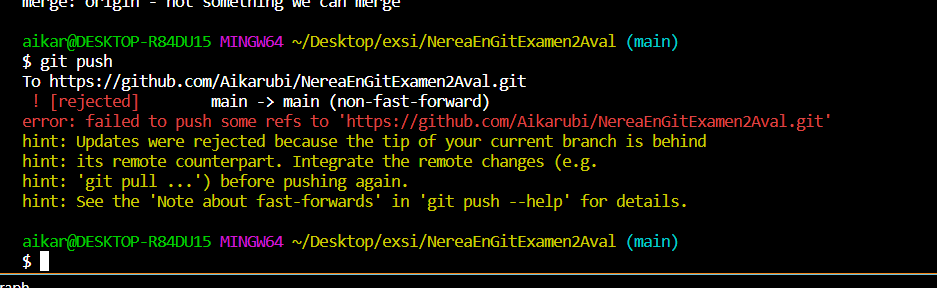 merge: origin - not something we can merge
aikar@DESKTOP-R84DU15 MINGW64 ~/Desktop/exsi/NereaEnGitExamen2Aval (main)
$ git push
To https://github.com/Aikarubi/NereaEnGitExamen2Aval.git
! [rejected] main -> main (non-fast-forward)
error: failed to push some refs to 'https://github.com/Aikarubi/NereaEnGitExamen2Aval.git'
hint: Updates were rejected because the tip of your current branch is behind
hint: its remote counterpart. Integrate the remote changes (e.g.
hint: 'git pull ...') before pushing again.
hint: See the 'Note about fast-forwards' in 'git push --help' for details.
aikar@DESKTOP-R84DU15 MINGW64 ~/Desktop/exsi/NereaEnGitExamen2Aval (main)
$